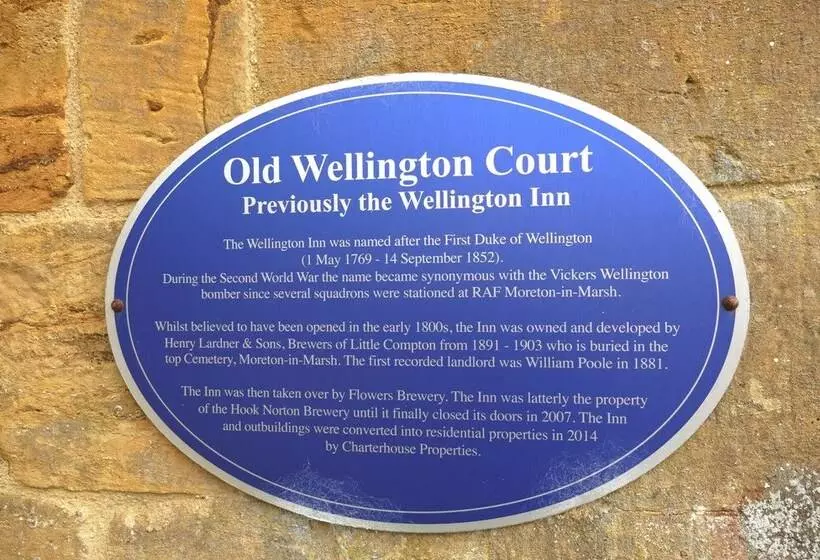 Old Wellington Court
Previously the Wellington Inn
The Wellington Inn was named after the First Duke of Wellington
(1 May 1769 - 14 September 1852).
During the Second World War the name became synonymous with the Vickers Wellington
bomber since several squadrons were stationed at RAF Moreton-in-Marsh.
Whilst believed to have been opened in the early 1800s, the Inn was owned and developed by
Henry Lardner & Sons, Brewers of Little Compton from 1891 - 1903 who is buried in the
top Cemetery, Moreton-in-Marsh. The first recorded landlord was William Poole in 1881.
The Inn was then taken over by Flowers Brewery. The Inn was latterly the property
of the Hook Norton Brewery until it finally closed its doors in 2007. The Inn
and outbuildings were converted into residential properties in 2014
by Charterhouse Properties.